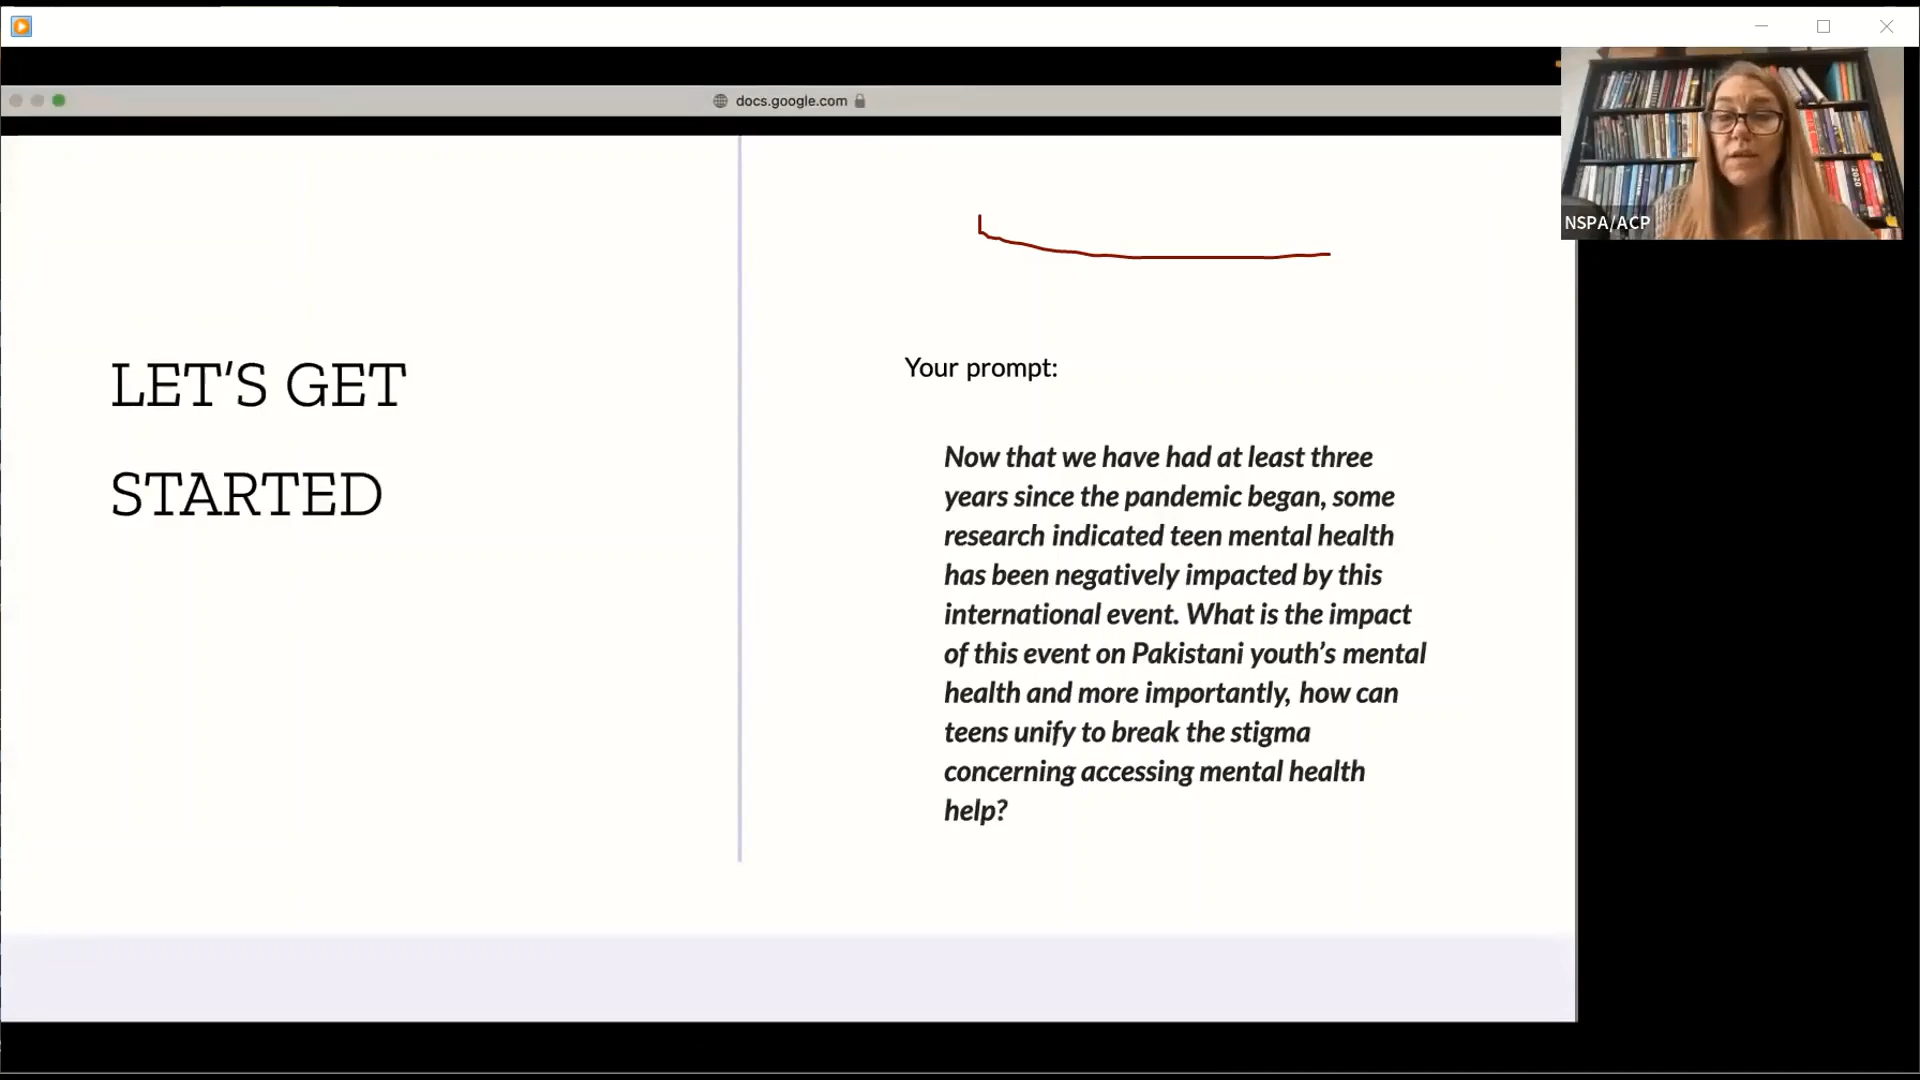 docs.google.com
NSPA/ACP
2020
LET'S GET
STARTED
Your prompt:
Now that we have had at least three
years since the pandemic began, some
research indicated teen mental health
has been negatively impacted by this
international event. What is the impact
of this event on Pakistani youth's mental
health and more importantly, how can
teens unify to break the stigma
concerning accessing mental health
help?